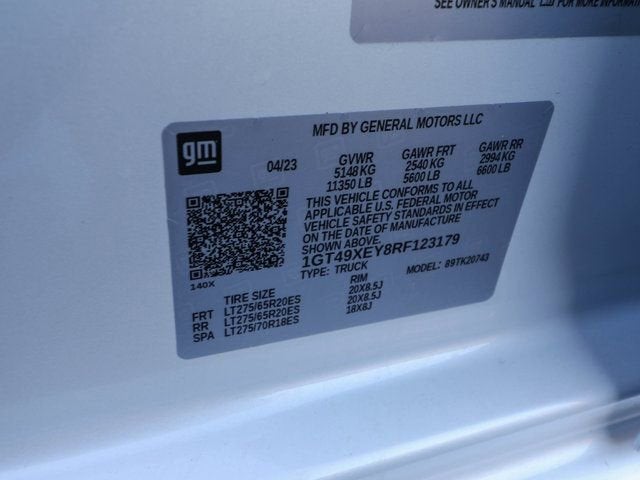 SEE OWNER'S MANUAL FOR MORE INFORMATION
gm
MFD BY GENERAL MOTORS LLC
04/23 GVWR GAWR FRT GAWR RR
5148 KG 2540 KG 2994 KG
11350 LB 5600 LB 6600 LB
THIS VEHICLE CONFORMS TO ALL
APPLICABLE U.S. FEDERAL MOTOR
VEHICLE SAFETY STANDARDS IN EFFECT
ON THE DATE OF MANUFACTURE
SHOWN ABOVE.
1GT49XEY8RF123179
TYPE: TRUCK MODEL: 89TK20743
140X
TIRE SIZE RIM
FRT LT275/65R20ES 20X8.5J
RR LT275/65R20ES 20X8.5J
SPA LT275/70R18ES 18X8J